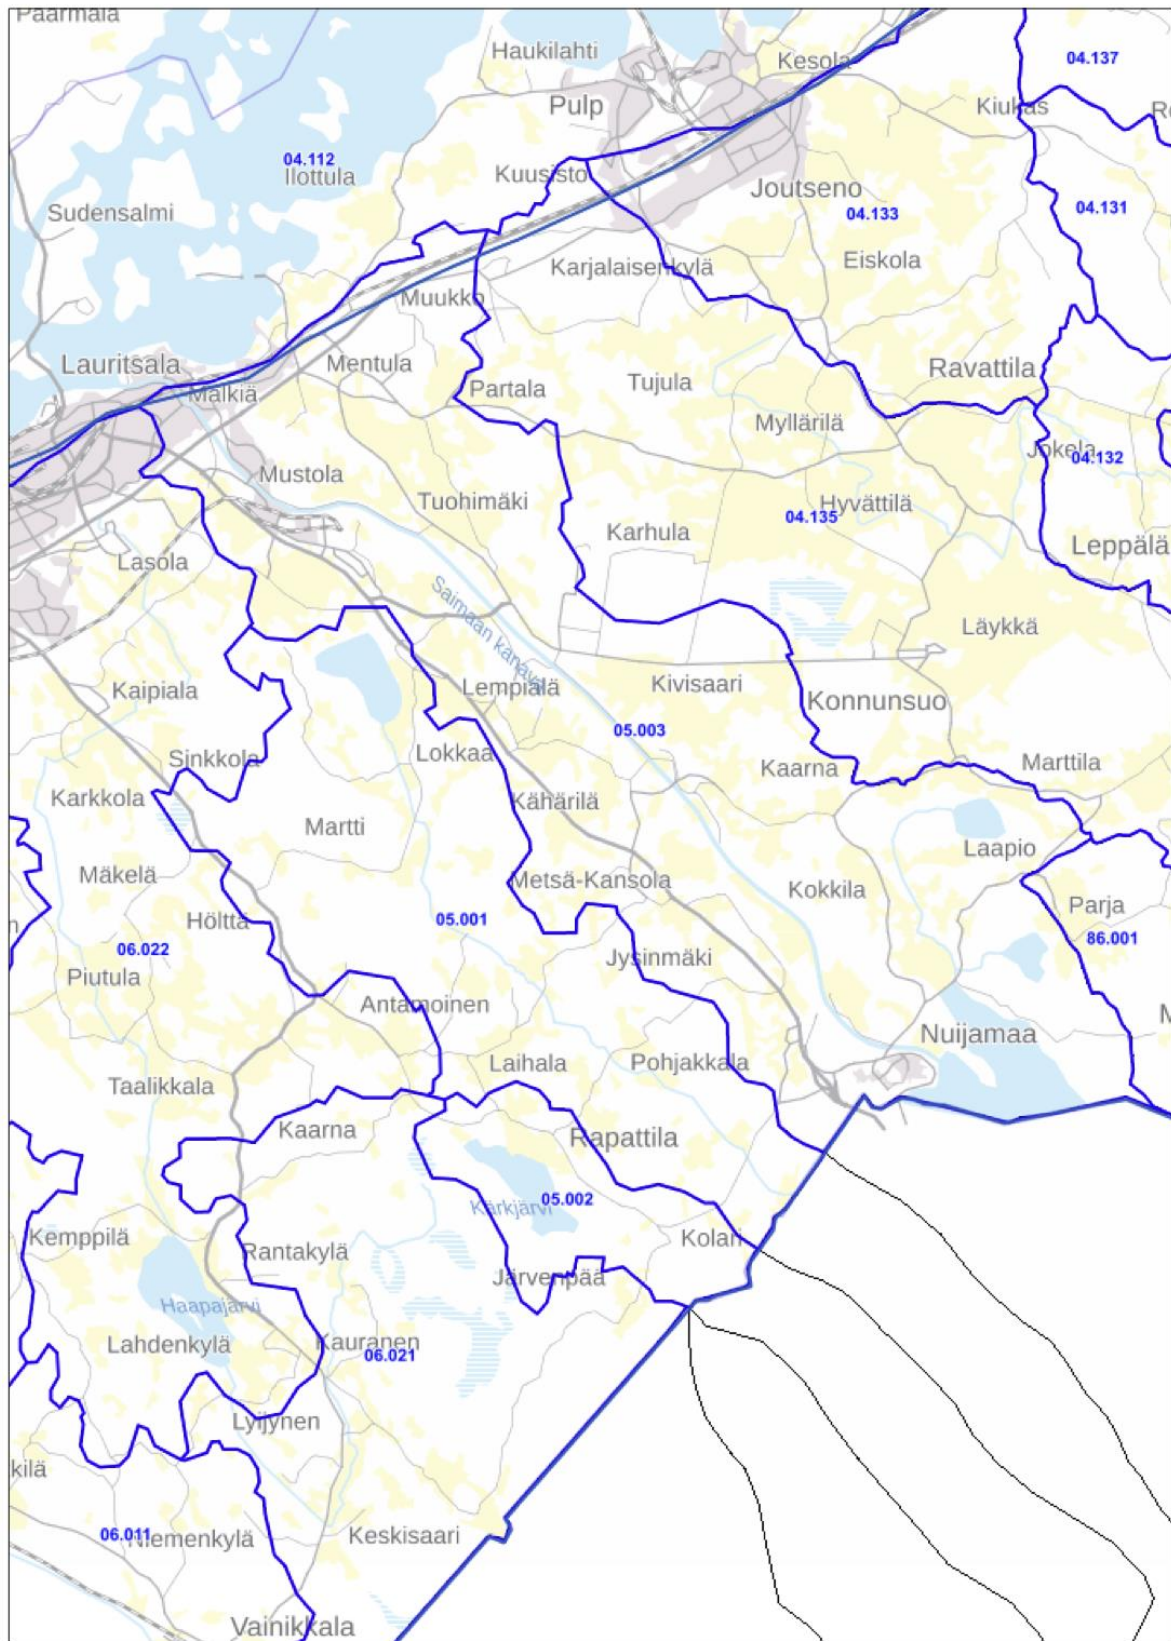 Paarmala
Haukilahti
Kesola
04.137
Pulp
Kiukas
04.112
Ilottula
Kuusisto
Joutseno
Sudensalmi
04.133
04.131
Karjalaisenkylä
Eiskola
Muukko
Lauritsala
Mentula
Ravattila
Mälkiä
Partala
Tujula
Myllärilä
Jokela
04.132
Mustola
Tuohimäki
Hyvättilä
04.135
Karhula
Leppälä
Lasola
Saimaan kanava
Läykkä
Kaipiala
Lempiälä
Kivisaari
Konnunsuo
05.003
Sinkkola
Lokkaa
Kaarna
Marttila
Karkkola
Kähärilä
Martti
Laapio
Mäkelä
Metsä-Kansola
Kokkila
Parja
Hölttä
05.001
86.001
06.022
Jysinmäki
Piutula
Antamoinen
Nuijamaa
Laihala
Pohjakkala
Taalikkala
Kaarna
Rapattila
05.002
Kärkjärvi
Kemppilä
Rantakylä
Kolari
Järvenpää
Haapajärvi
Lahdenkylä
Kauranen
06.021
Lyijynen
kilä
06.011
Niemenkylä
Keskisaari
Vainikkala